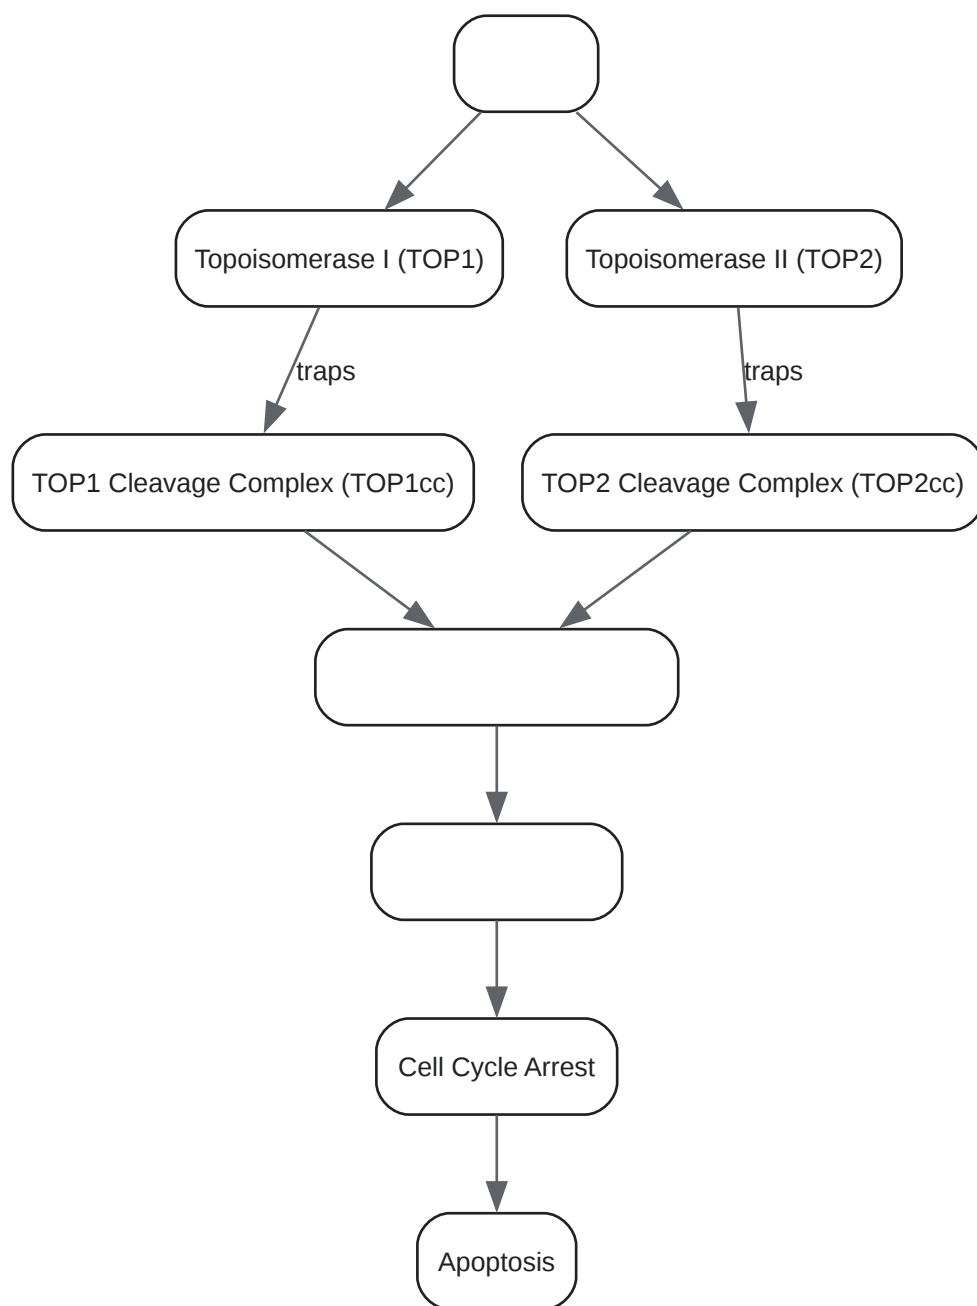 Topoisomerase I (TOP1)
Topoisomerase II (TOP2)
traps
traps
TOP1 Cleavage Complex (TOP1cc)
TOP2 Cleavage Complex (TOP2cc)
Cell Cycle Arrest
Apoptosis